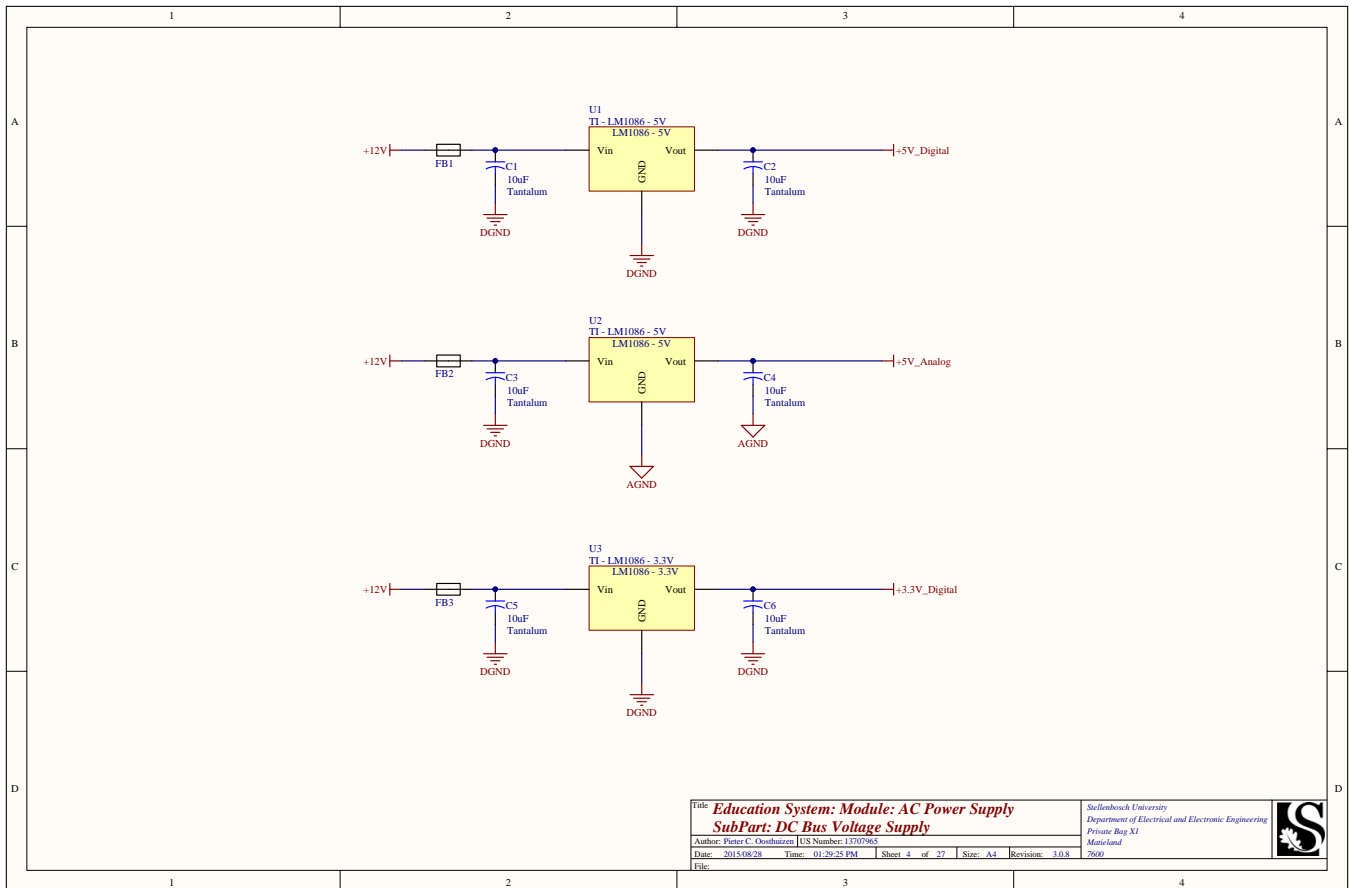 1 2 3 4
A A
U1
TI - LM1086 - 5V
LM1086 - 5V
+12V FB1 Vin Vout +5V_Digital
GND
C1 C2
10uF 10uF
Tantalum Tantalum
DGND DGND
DGND
U2
TI - LM1086 - 5V
LM1086 - 5V
B B
+12V FB2 Vin Vout +5V_Analog
GND
C3 C4
10uF 10uF
Tantalum Tantalum
DGND AGND
AGND
U3
TI - LM1086 - 3.3V
LM1086 - 3.3V
C C
+12V FB3 Vin Vout +3.3V_Digital
GND
C5 C6
10uF 10uF
Tantalum Tantalum
DGND DGND
DGND
D D
Title Education System: Module: AC Power Supply
SubPart: DC Bus Voltage Supply
Author: Pieter C. Oosthuizen US Number: 13707965
Date: 2015/08/28 Time: 01:29:25 PM Sheet 4 of 27 Size: A4 Revision: 3.0.8
File:
Stellenbosch University
Department of Electrical and Electronic Engineering
Private Bag X1
Matieland
7600
S
1 2 3 4